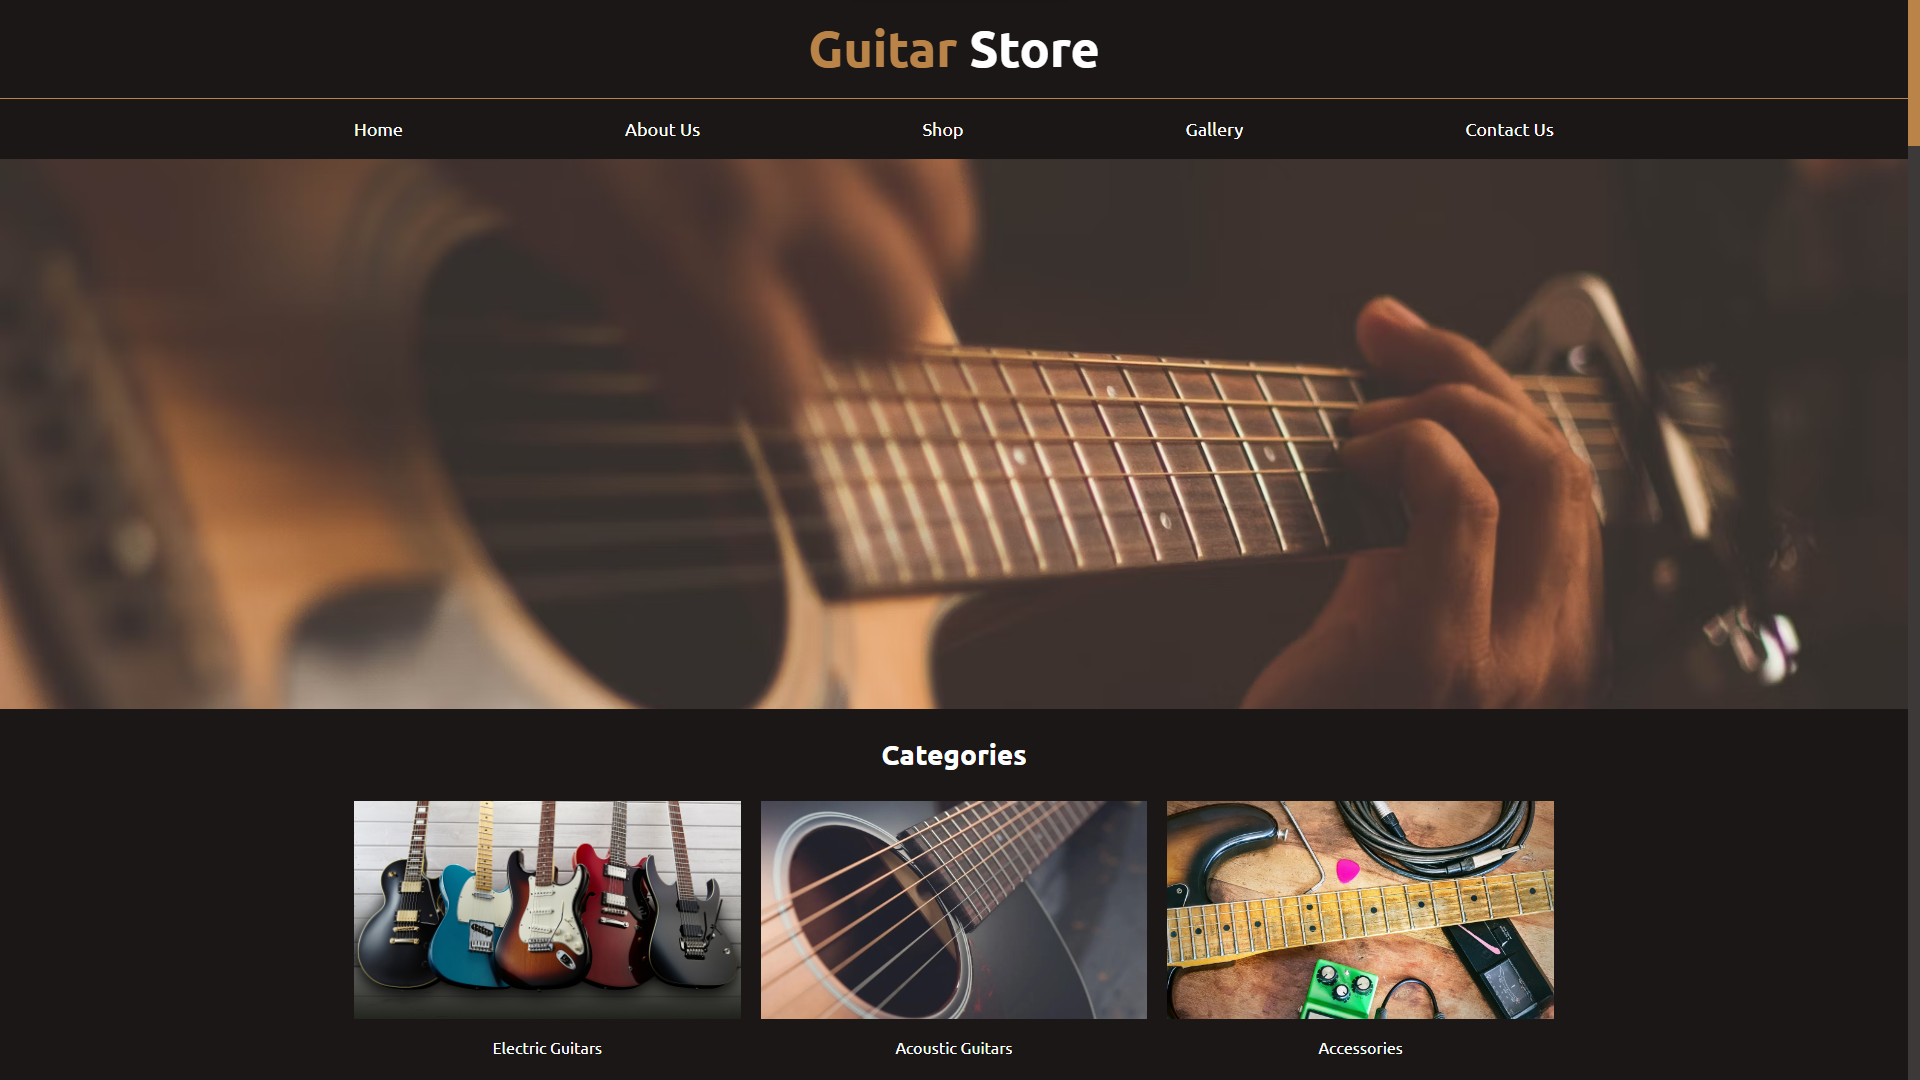 Guitar Store
Home About Us Shop Gallery Contact Us
Categories
Electric Guitars Acoustic Guitars Accessories